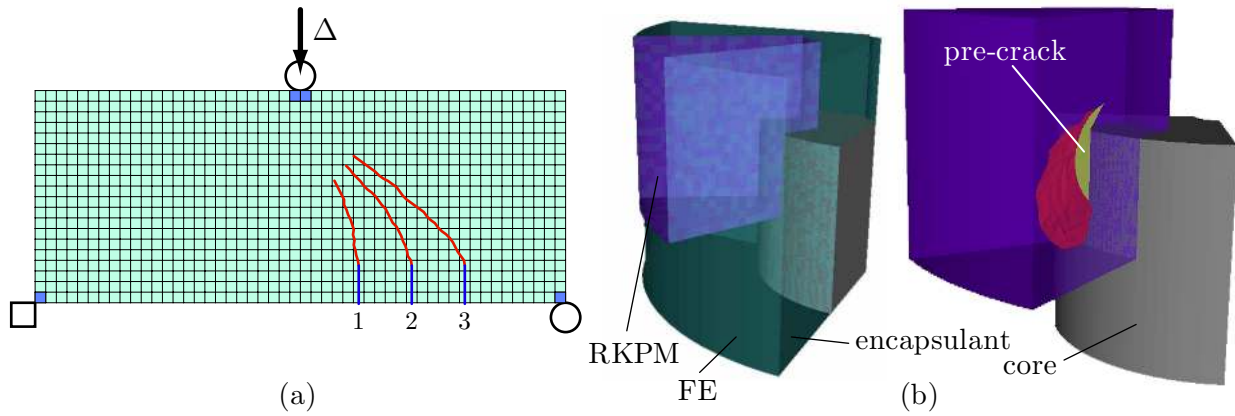 Δ
1 2 3
(a)
pre-crack
RKPM
FE
encapsulant
core
(b)